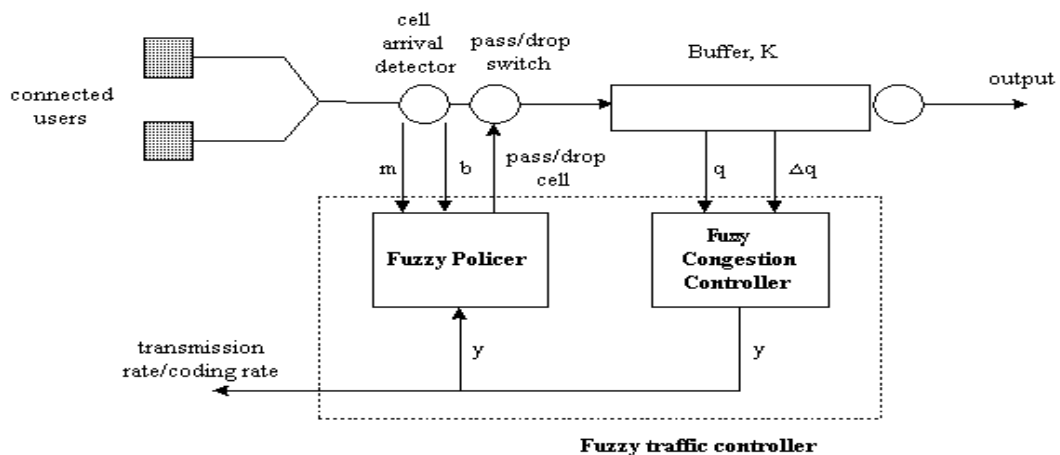 cell
arrival
detector
pass/drop
switch
Buffer, K
output
connected
users
m
b
pass/drop
cell
q
Δq
Fuzzy Policer
Fuzzy
Congestion
Controller
y
y
transmission
rate/coding rate
Fuzzy traffic controller